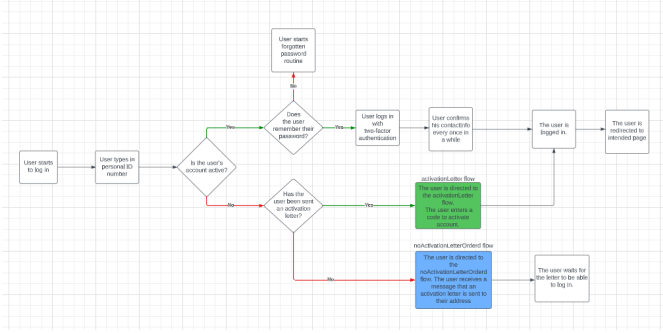 User starts
forgotten
password
routine
No
Does
the user
remember their
password?
Yes
Yes
User logs in
with
two-factor
authentication
User confirms
his contactinfo
every once in
a while
The user is
logged in.
The user is
redirected to
intended page
User starts
to log in
User types in
personal ID
number
Is the user's
account active?
No
Has the
user been sent
an activation
letter?
Yes
activationLetter flow
The user is directed to
the activationLetter
flow.
The user enters a
code to activate
account.
No
noActivationLetterOrderd flow
The user is directed to
the
noActivationLetterOrderd
flow. The user receives a
message that an
activation letter is sent to
their address
The user waits for
the letter to be able
to log in.